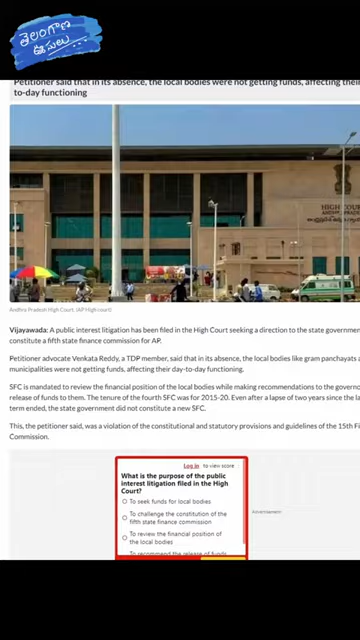 తెలంగాణ
ఊసులు...
Petitioner said that in its absence, the local bodies were not getting funds, affecting their
to-day functioning
HIGH COUR
Andhra Pradesh High Court. (AP High court)
Vijayawada: A public interest litigation has been filed in the High Court seeking a direction to the state governmen
constitute a fifth state finance commission for AP.
Petitioner advocate Venkata Reddy, a TDP member, said that in its absence, the local bodies like gram panchayats a
municipalities were not getting funds, affecting their day-to-day functioning.
SFC is mandated to review the financial position of the local bodies while making recommendations to the governo
release of funds to them. The tenure of the fourth SFC was for 2015-20. Even after a lapse of two years since the la
term ended, the state government did not constitute a new SFC.
This, the petitioner said, was a violation of the constitutional and statutory provisions and guidelines of the 15th Fi
Commission.
Log in to view score
What is the purpose of the public
interest litigation filed in the High
Court?
To seek funds for local bodies
To challenge the constitution of the
fifth state finance commission
To review the financial position of
the local bodies
To recommend the release of funds
Advertisement